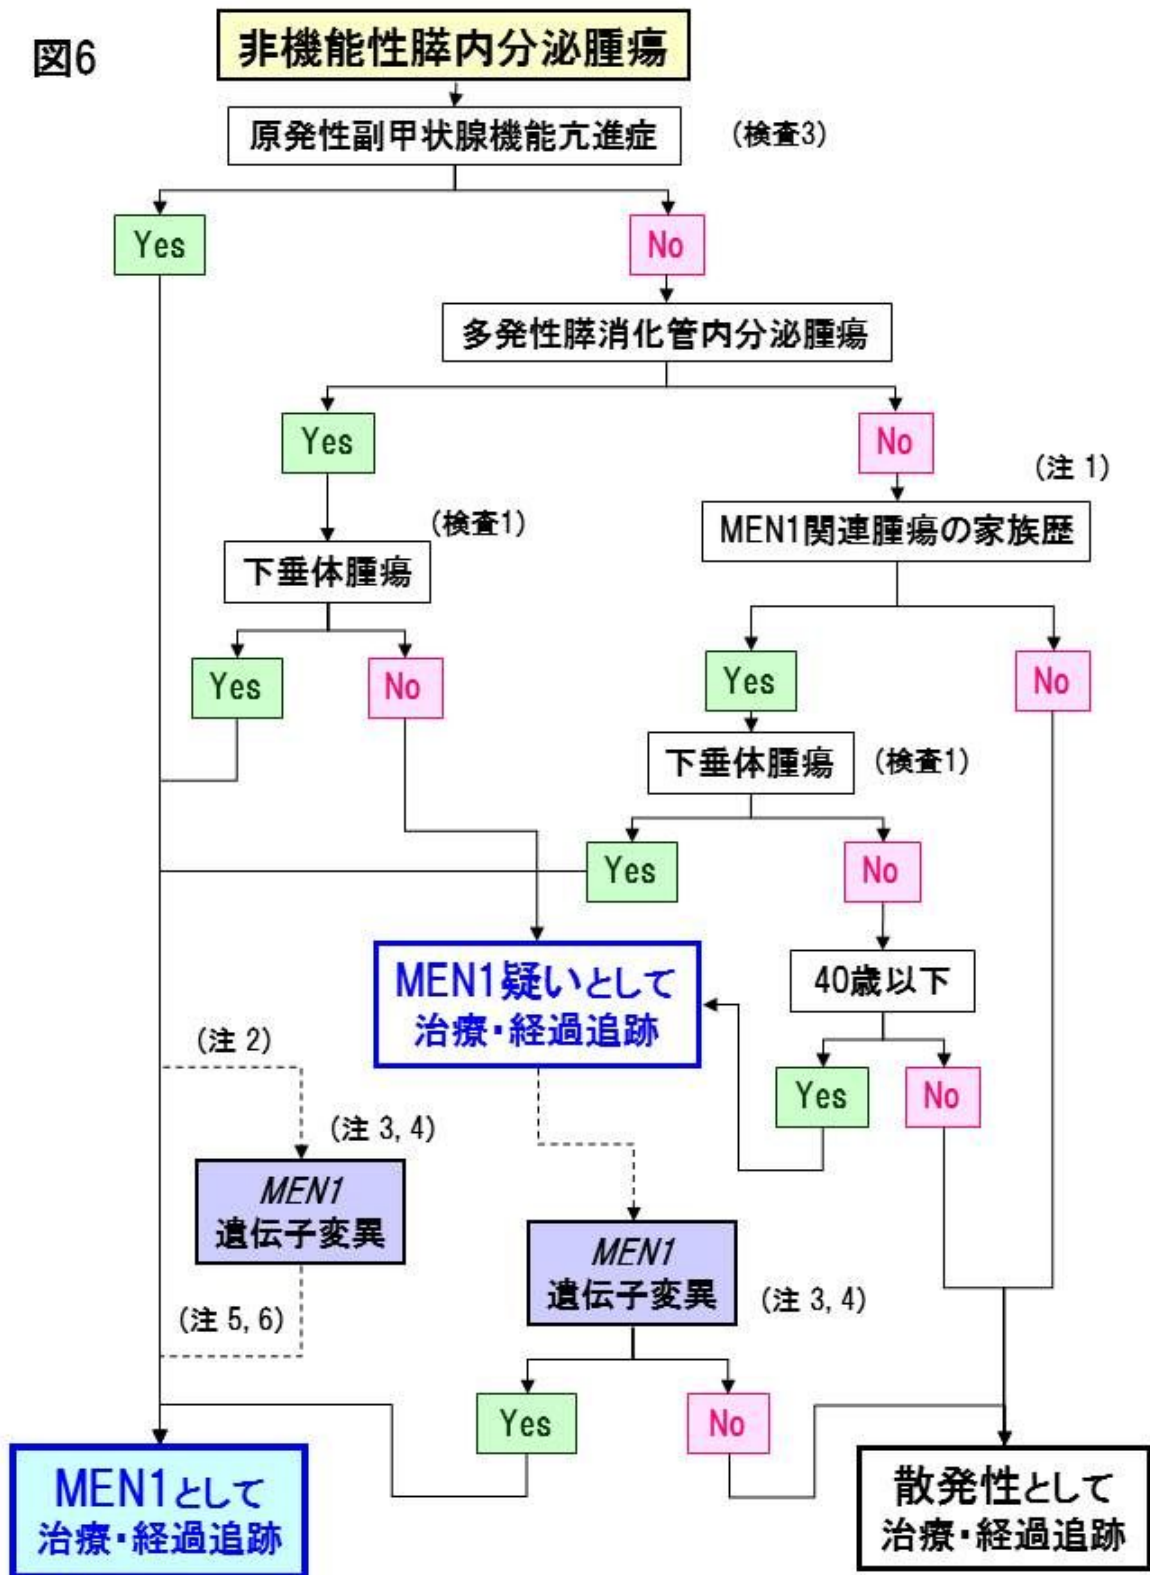 図6
非機能性膵内分泌腫瘍
原発性副甲状腺機能亢進症
(検査3)
Yes
No
多発性膵消化管内分泌腫瘍
Yes
No
(注 1)
(検査1)
MEN1関連腫瘍の家族歴
下垂体腫瘍
Yes
No
Yes
No
下垂体腫瘍
(検査1)
Yes
No
MEN1疑いとして
治療・経過追跡
40歳以下
(注 2)
Yes
No
(注 3, 4)
MEN1
遺伝子変異
MEN1
遺伝子変異
(注 3, 4)
(注 5, 6)
Yes
No
MEN1として
治療・経過追跡
散発性として
治療・経過追跡